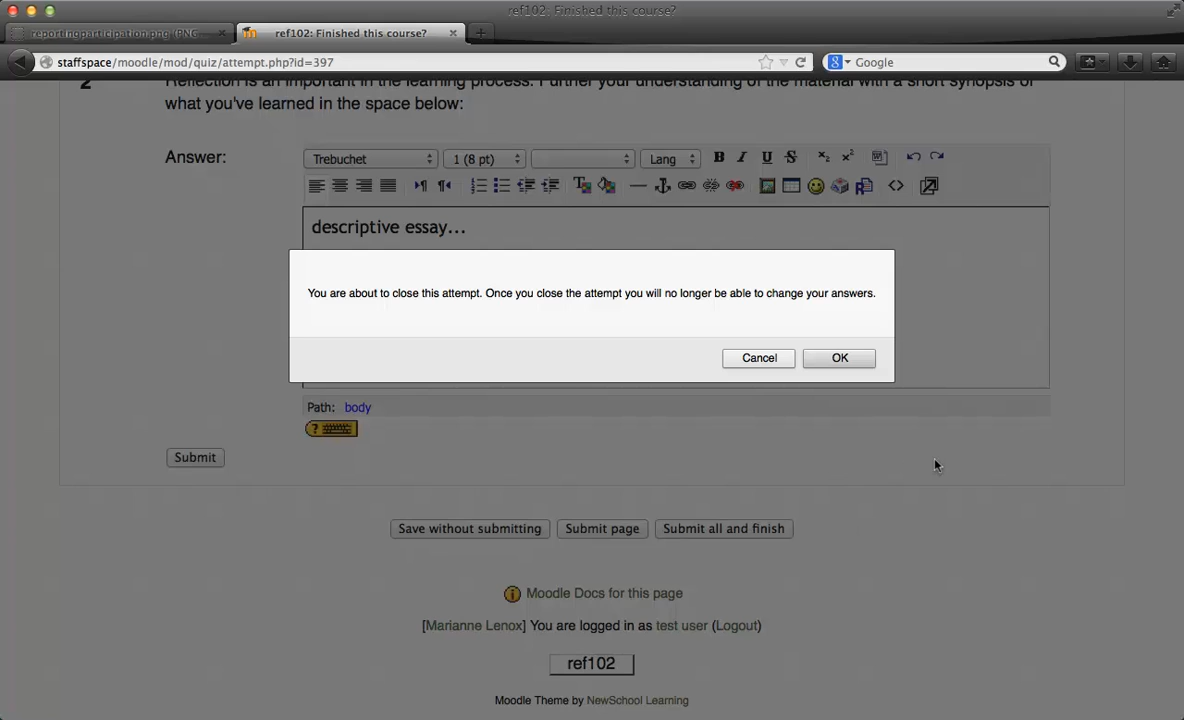 ref102: Finished this course?
reportingparticipation.png (PNG
ref102: Finished this course?
staffspace/moodle/mod/quiz/attempt.php?id=397
Google
2
Reflection is an important in the learning process. Further your understanding of the material with a short synopsis of
what you've learned in the space below:
Answer:
Trebuchet
1 (8 pt)
Lang
B I U S
descriptive essay...
You are about to close this attempt. Once you close the attempt you will no longer be able to change your answers.
Cancel
OK
Path: body
Submit
Save without submitting
Submit page
Submit all and finish
Moodle Docs for this page
[Marianne Lenox] You are logged in as test user (Logout)
ref102
Moodle Theme by NewSchool Learning